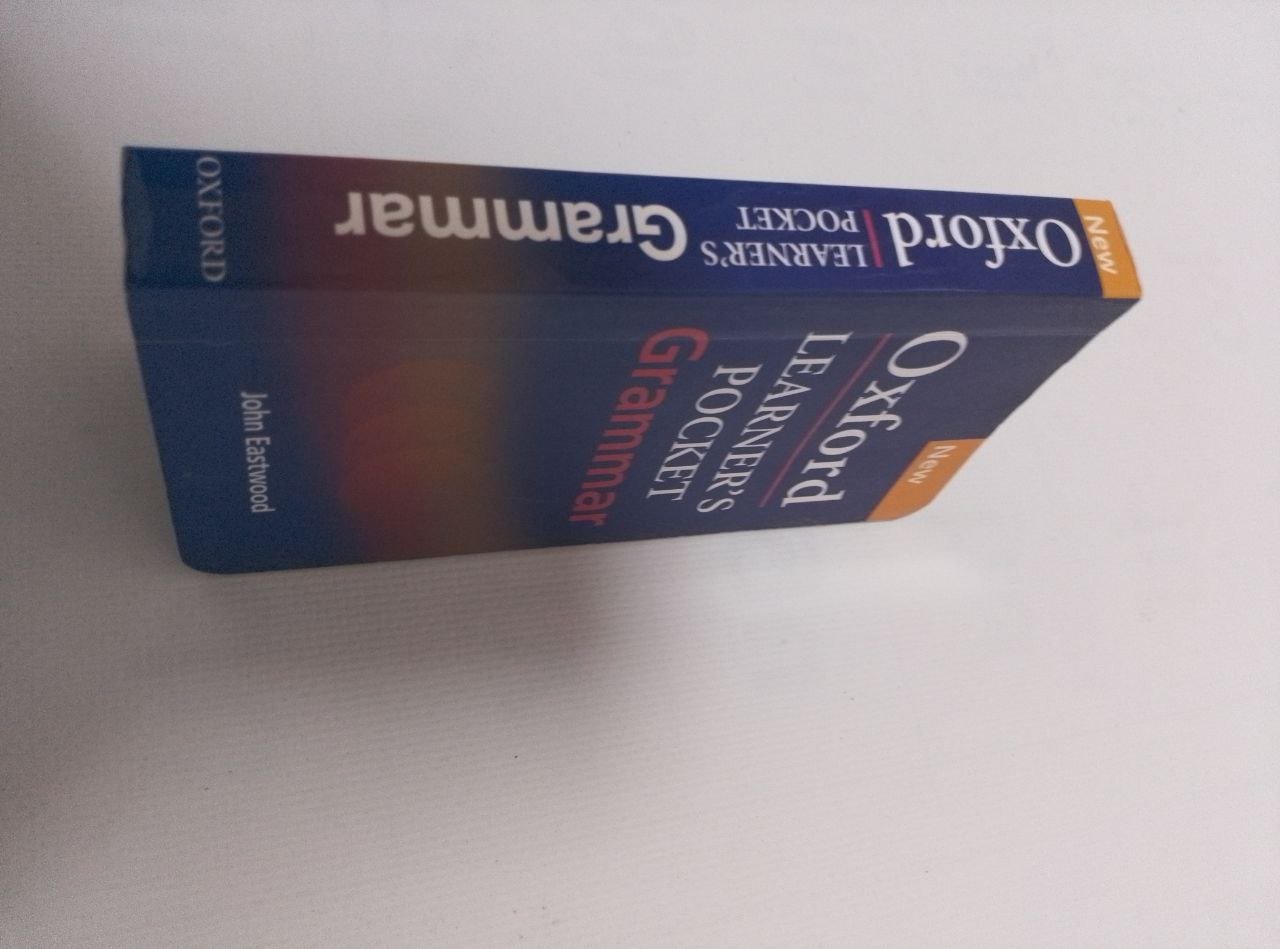 New
Oxford
LEARNER'S
POCKET
Grammar
OXFORD
New
Oxford
LEARNER'S
POCKET
Grammar
John Eastwood